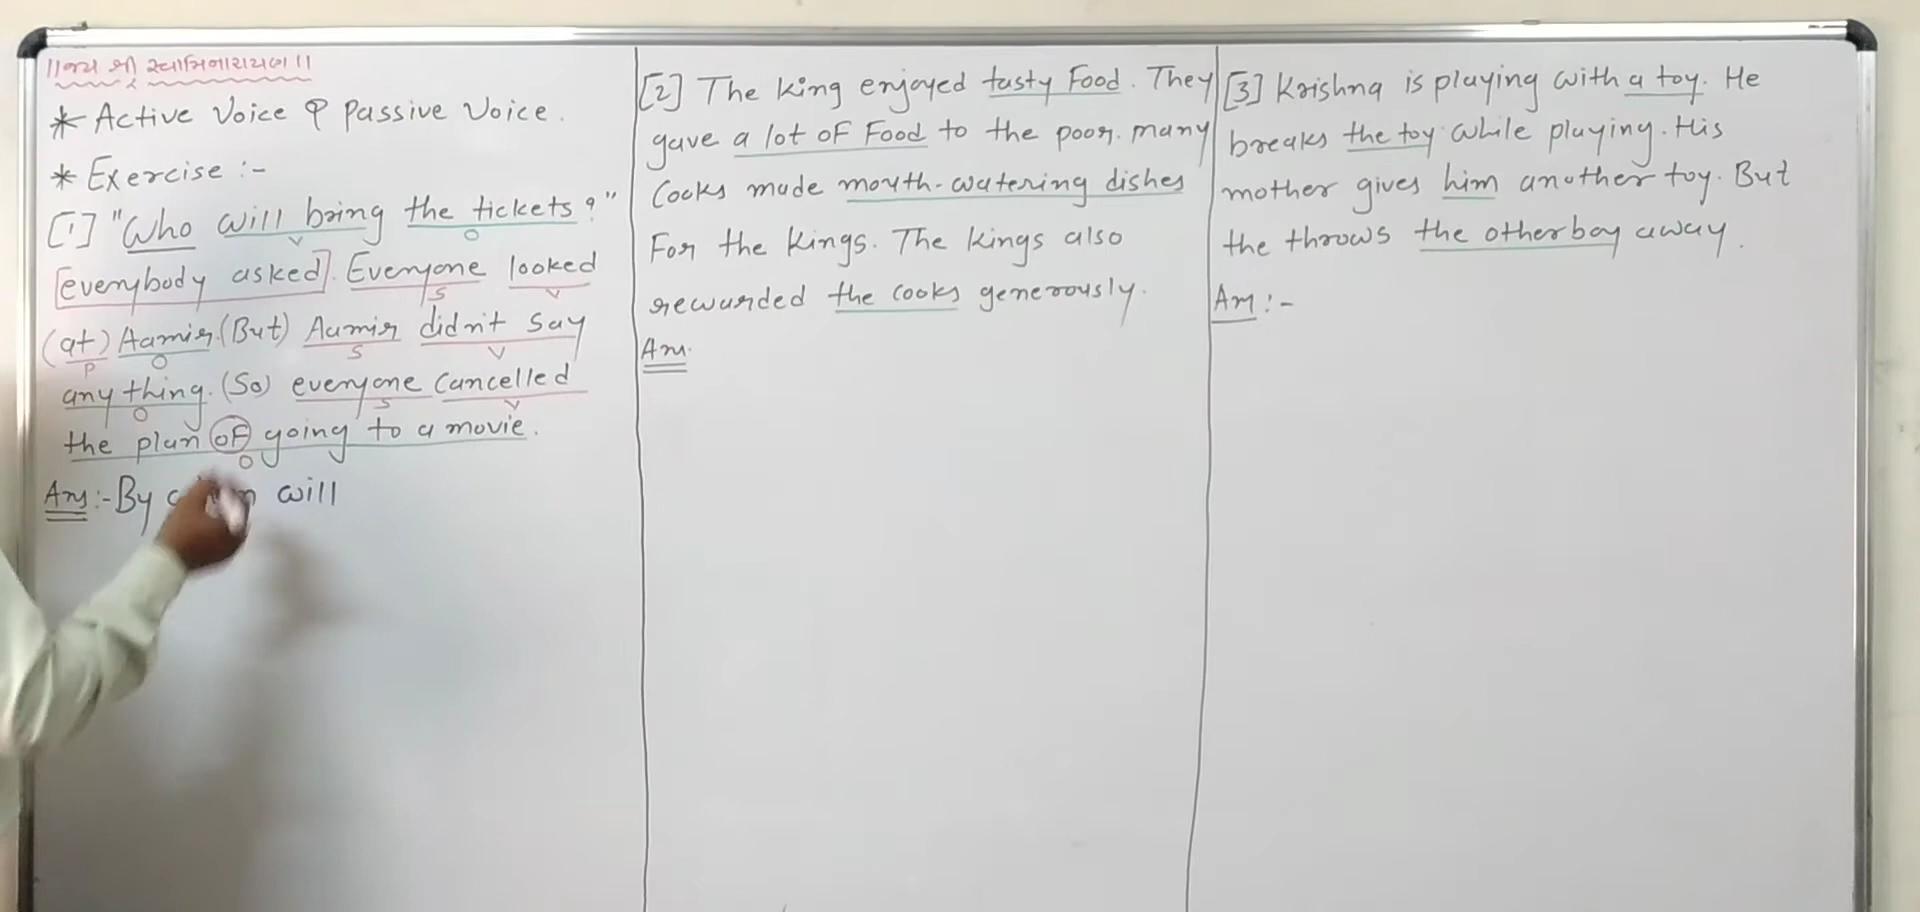 ॥જય શ્રી સ્વામિનારાયણ॥
* Active Voice & Passive Voice.
* Exercise :-
[1] "Who will bring the tickets?"
V O
[everybody asked]. Everyone looked
S V
(at) Aamir. (But) Aamir didn't say
P O S V
anything. (So) everyone cancelled
O S V
the plan of going to a movie.
O
Ans:- By will
[2] The King enjoyed tasty Food. They
gave a lot of Food to the poor. many
Cooks made mouth-watering dishes
For the Kings. The Kings also
rewarded the cooks generously.
Ans.
[3] Krishna is playing with a toy. He
breaks the toy while playing. His
mother gives him another toy. But
the throws the other boy away.
Ans :-